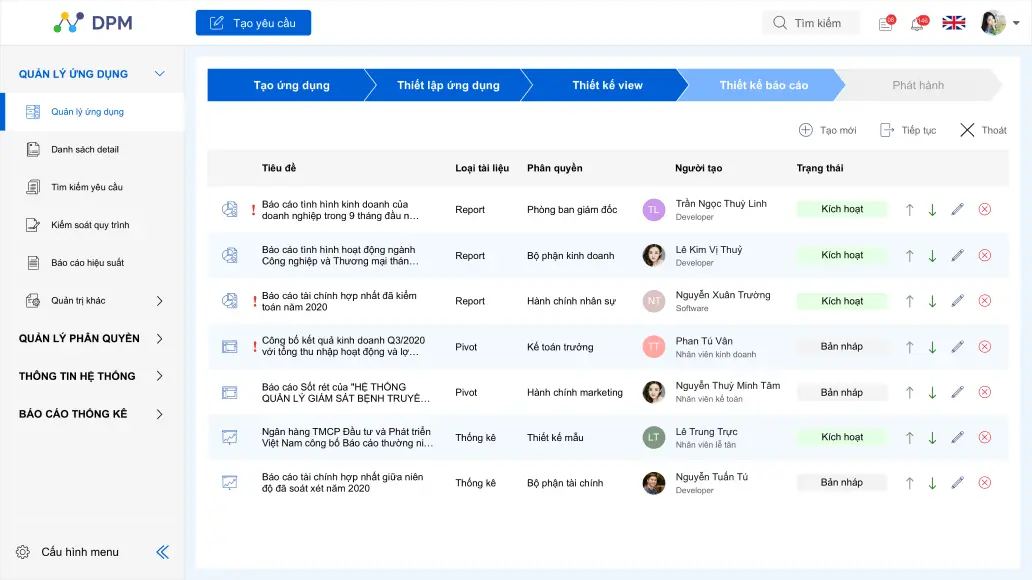 DPM
Tạo yêu cầu
Tìm kiếm
08
146
QUẢN LÝ ỨNG DỤNG
Quản lý ứng dụng
Danh sách detail
Tìm kiếm yêu cầu
Kiểm soát quy trình
Báo cáo hiệu suất
Quản trị khác
QUẢN LÝ PHÂN QUYỀN
THÔNG TIN HỆ THỐNG
BÁO CÁO THỐNG KÊ
Cấu hình menu
Tạo ứng dụng
Thiết lập ứng dụng
Thiết kế view
Thiết kế báo cáo
Phát hành
Tạo mới
Tiếp tục
Thoát
Tiêu đề
Loại tài liệu
Phân quyền
Người tạo
Trạng thái
Báo cáo tình hình kinh doanh của
doanh nghiệp trong 9 tháng đầu n...
Report
Phòng ban giám đốc
TL
Trần Ngọc Thuỳ Linh
Developer
Kích hoạt
Báo cáo tình hình hoạt động ngành
Công nghiệp và Thương mại thán...
Report
Bộ phận kinh doanh
Lê Kim Vị Thuỷ
Developer
Kích hoạt
Báo cáo tài chính hợp nhất đã kiểm
toán năm 2020
Report
Hành chính nhân sự
NT
Nguyễn Xuân Trường
Software
Kích hoạt
Công bố kết quả kinh doanh Q3/2020
với tổng thu nhập hoạt động và lợ...
Pivot
Kế toán trưởng
TT
Phan Tú Vân
Nhân viên kinh doanh
Bản nháp
Báo cáo Sốt rét của "HỆ THỐNG
QUẢN LÝ GIÁM SÁT BỆNH TRUYỀ...
Pivot
Hành chính marketing
Nguyễn Thuỳ Minh Tâm
Nhân viên kế toán
Bản nháp
Ngân hàng TMCP Đầu tư và Phát triển
Việt Nam công bố Báo cáo thường ni...
Thống kê
Thiết kế mẫu
LT
Lê Trung Trực
Nhân viên lễ tân
Kích hoạt
Báo cáo tài chính hợp nhất giữa niên
độ đã soát xét năm 2020
Thống kê
Bộ phận tài chính
Nguyễn Tuấn Tú
Developer
Bản nháp